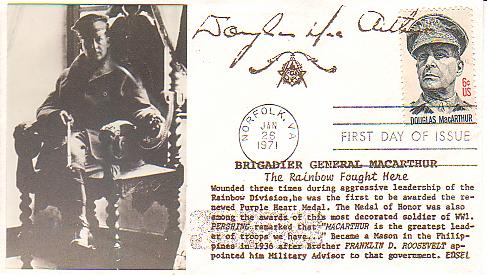 Douglas MacArthur
6¢
US
DOUGLAS MacARTHUR
NORFOLK, VA
JAN
26
1971
FIRST DAY OF ISSUE
BRIGADIER GENERAL MACARTHUR
The Rainbow Fought Here
Wounded three times during aggressive leadership of the
Rainbow Division, he was the first to be awarded the re-
newed Purple Heart Medal. The Medal of Honor was also
among the awards of this most decorated soldier of WW1.
PERSHING remarked that "MACARTHUR is the greatest lead-
er of troops we have..." Became a Mason in the Philip-
pines in 1936 after Brother FRANKLIN D. ROOSEVELT ap-
pointed him Military Advisor to that government. EDSEL